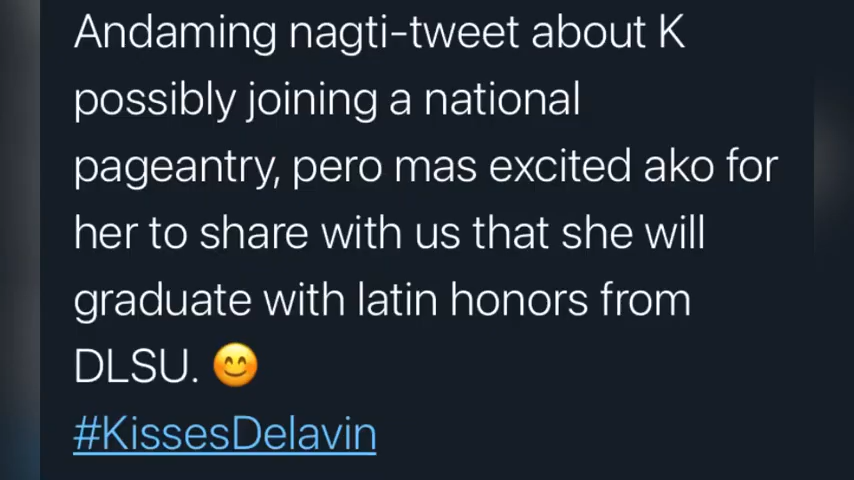 Andaming nagti-tweet about K
possibly joining a national
pageantry, pero mas excited ako for
her to share with us that she will
graduate with latin honors from
DLSU. 😊
#KissesDelavin